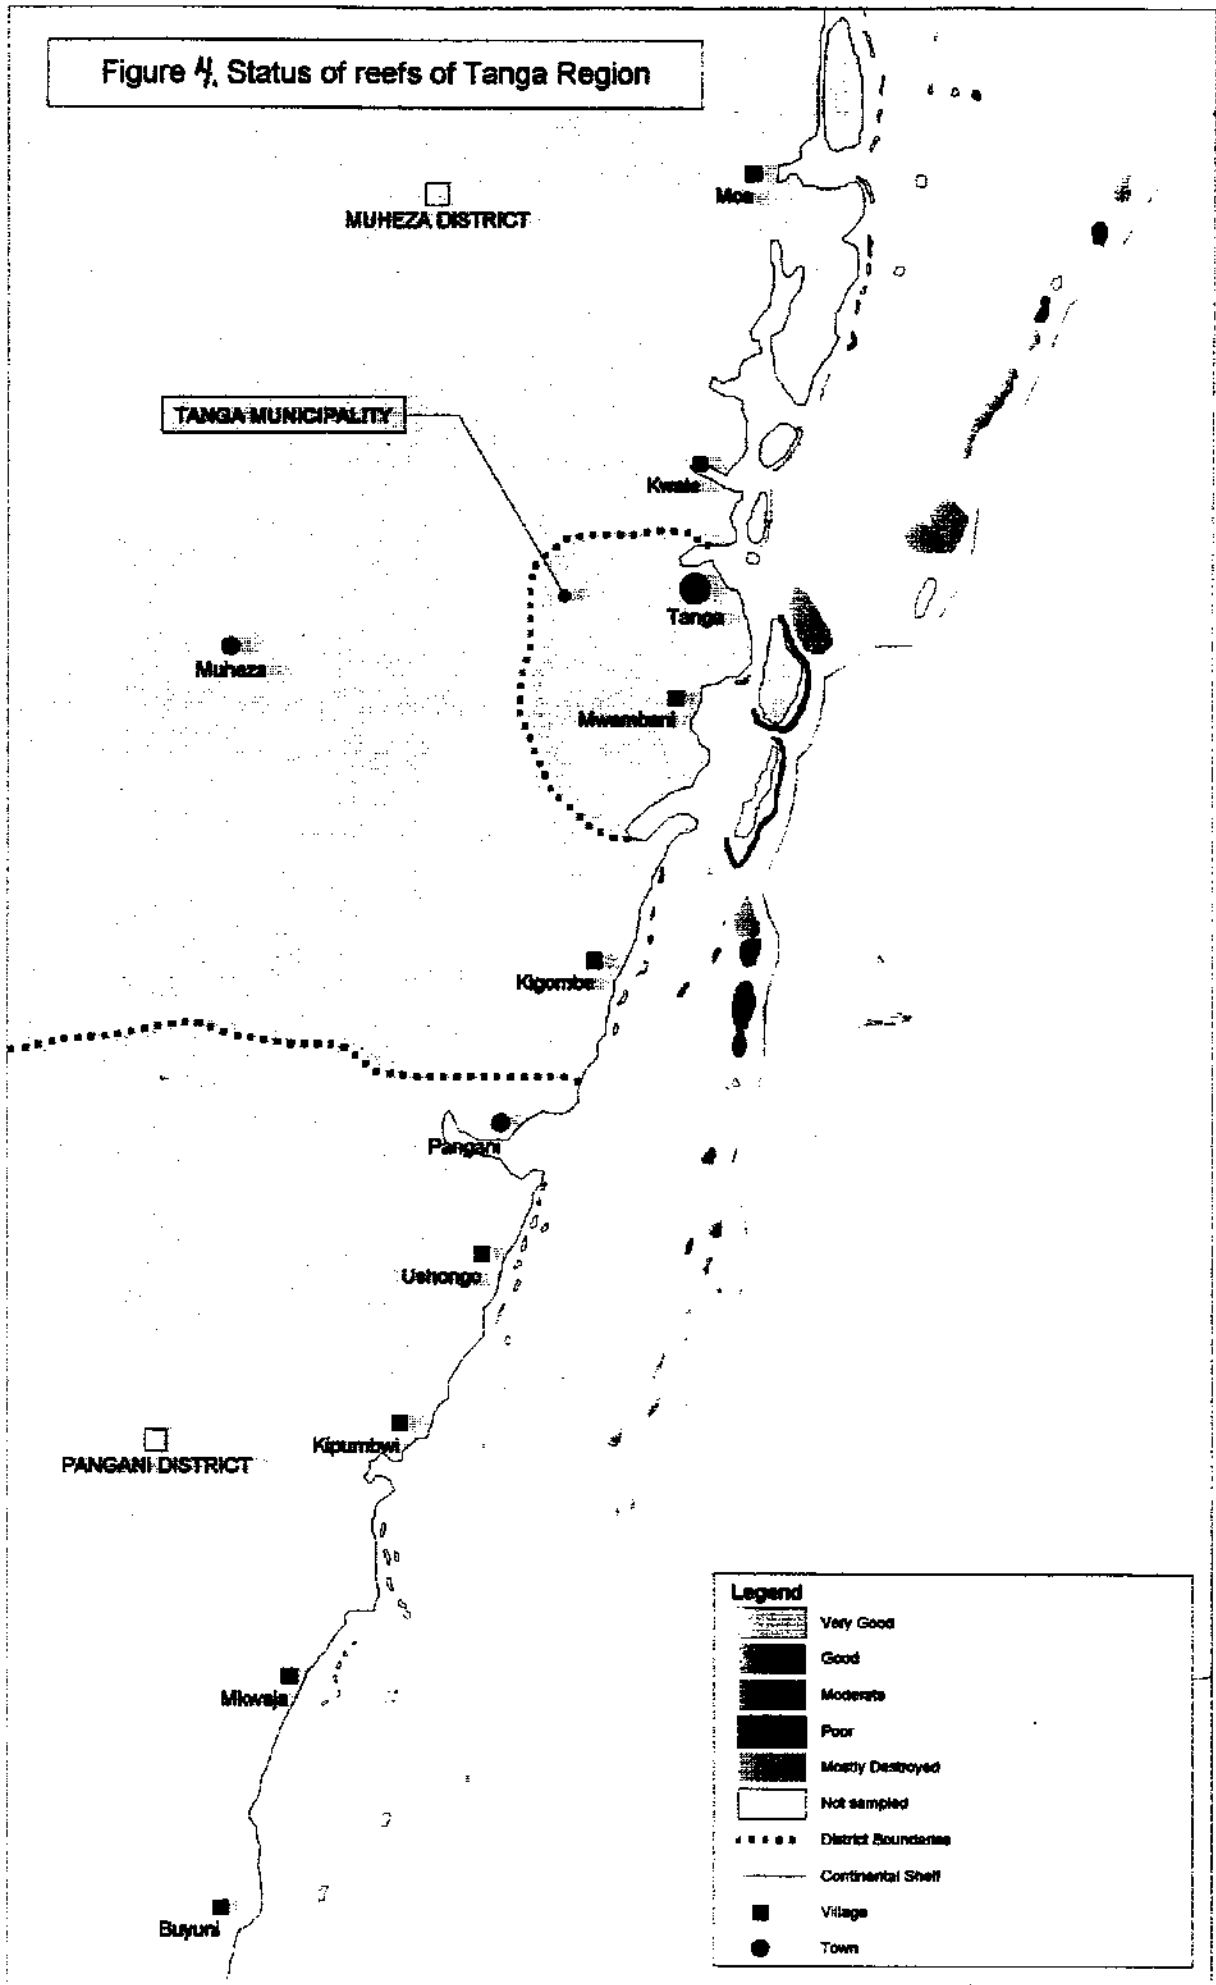 Figure 4. Status of reefs of Tanga Region
Moa
MUHEZA DISTRICT
TANGA MUNICIPALITY
Kwale
Tanga
Muheza
Mwambani
Kigombe
Pangani
Ushongo
Kipumbwi
PANGANI DISTRICT
Mkwaja
Buyuni
Legend
Very Good
Good
Moderate
Poor
Mostly Destroyed
Not sampled
District Boundaries
Continental Shelf
Village
Town